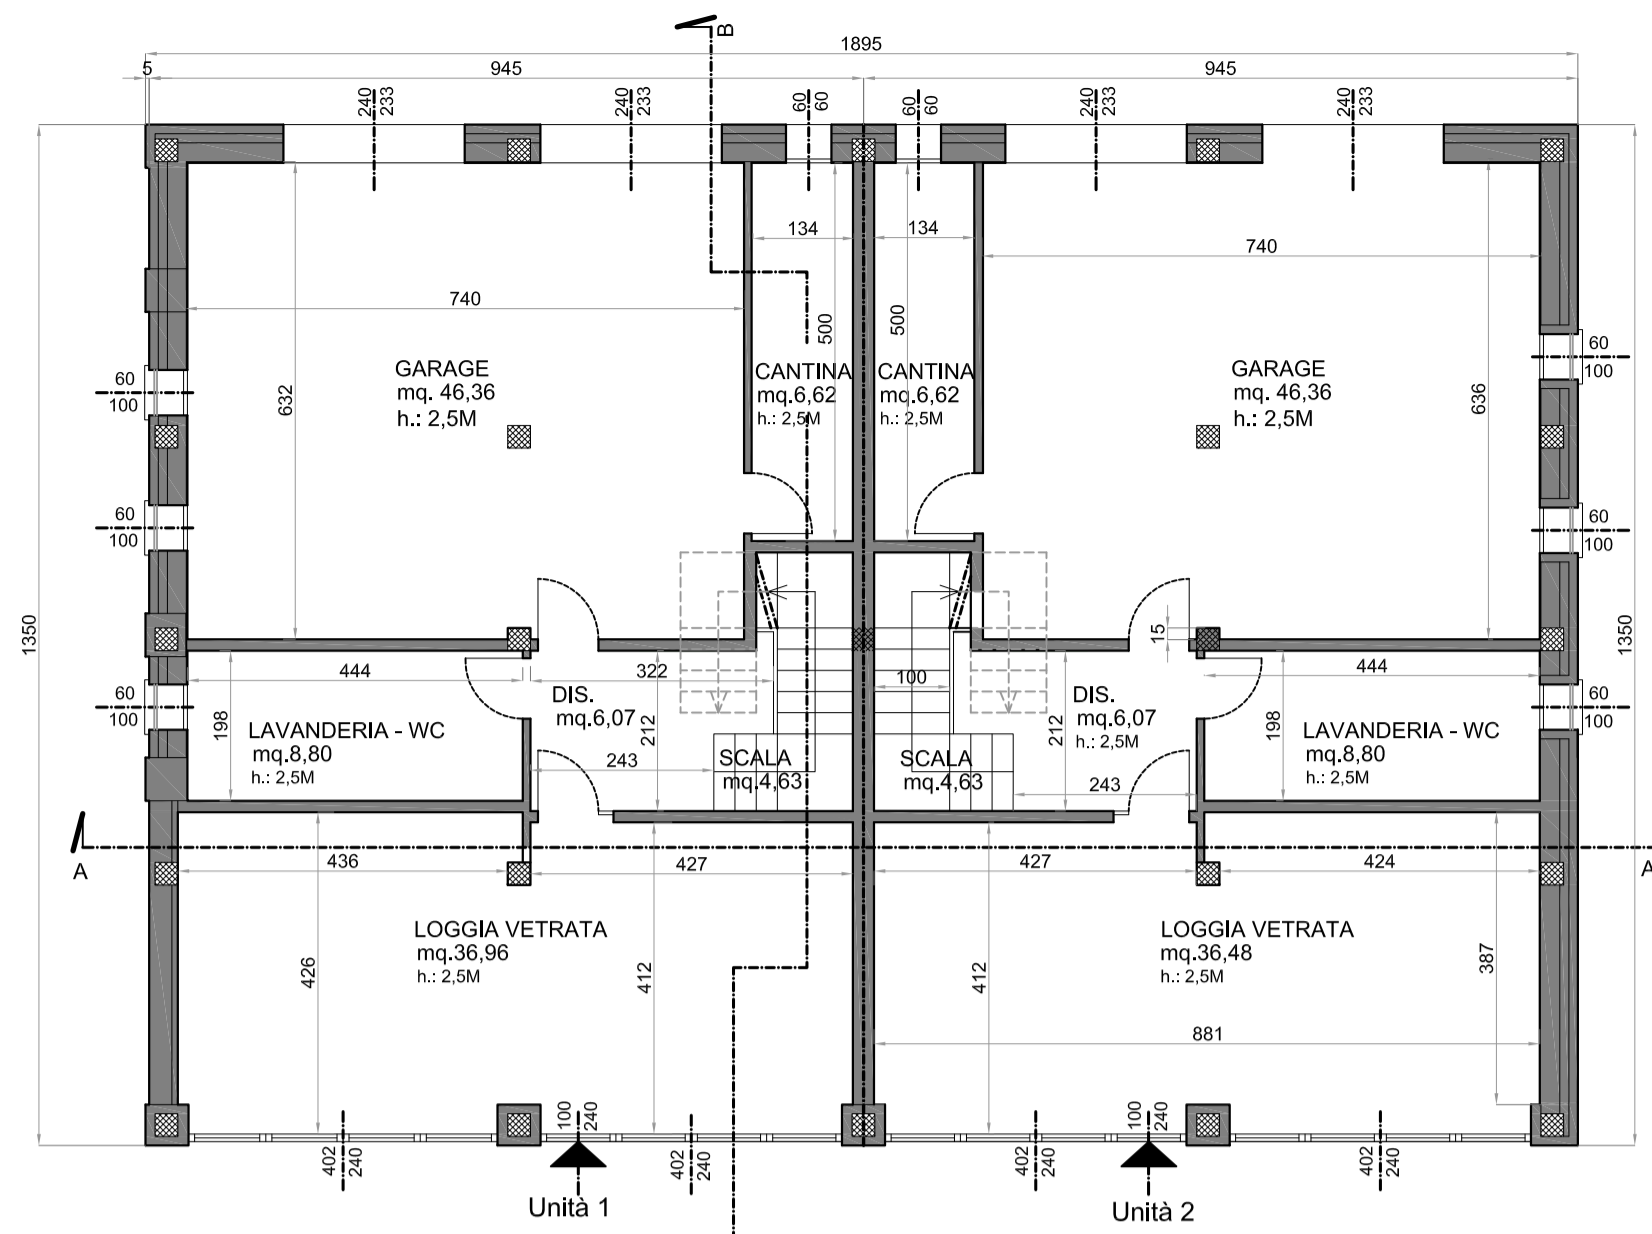 B
1895
5
945
945
240
233
240
233
60
60
60
60
240
233
240
233
134
134
740
740
500
500
GARAGE
mq. 46,36
h.: 2,5M
CANTINA
mq.6,62
h.: 2,5M
CANTINA
mq.6,62
h.: 2,5M
GARAGE
mq. 46,36
h.: 2,5M
632
636
60
100
60
100
60
100
60
100
1350
1350
15
444
322
100
444
60
100
60
100
198
LAVANDERIA - WC
mq.8,80
h.: 2,5M
DIS.
mq.6,07
212
243
SCALA
mq.4,63
SCALA
mq.4,63
212
DIS.
mq.6,07
h.: 2,5M
243
198
LAVANDERIA - WC
mq.8,80
h.: 2,5M
A
A
436
427
427
424
LOGGIA VETRATA
mq.36,96
h.: 2,5M
LOGGIA VETRATA
mq.36,48
h.: 2,5M
426
412
412
387
881
100
240
100
240
402
240
402
240
402
240
402
240
Unità 1
Unità 2